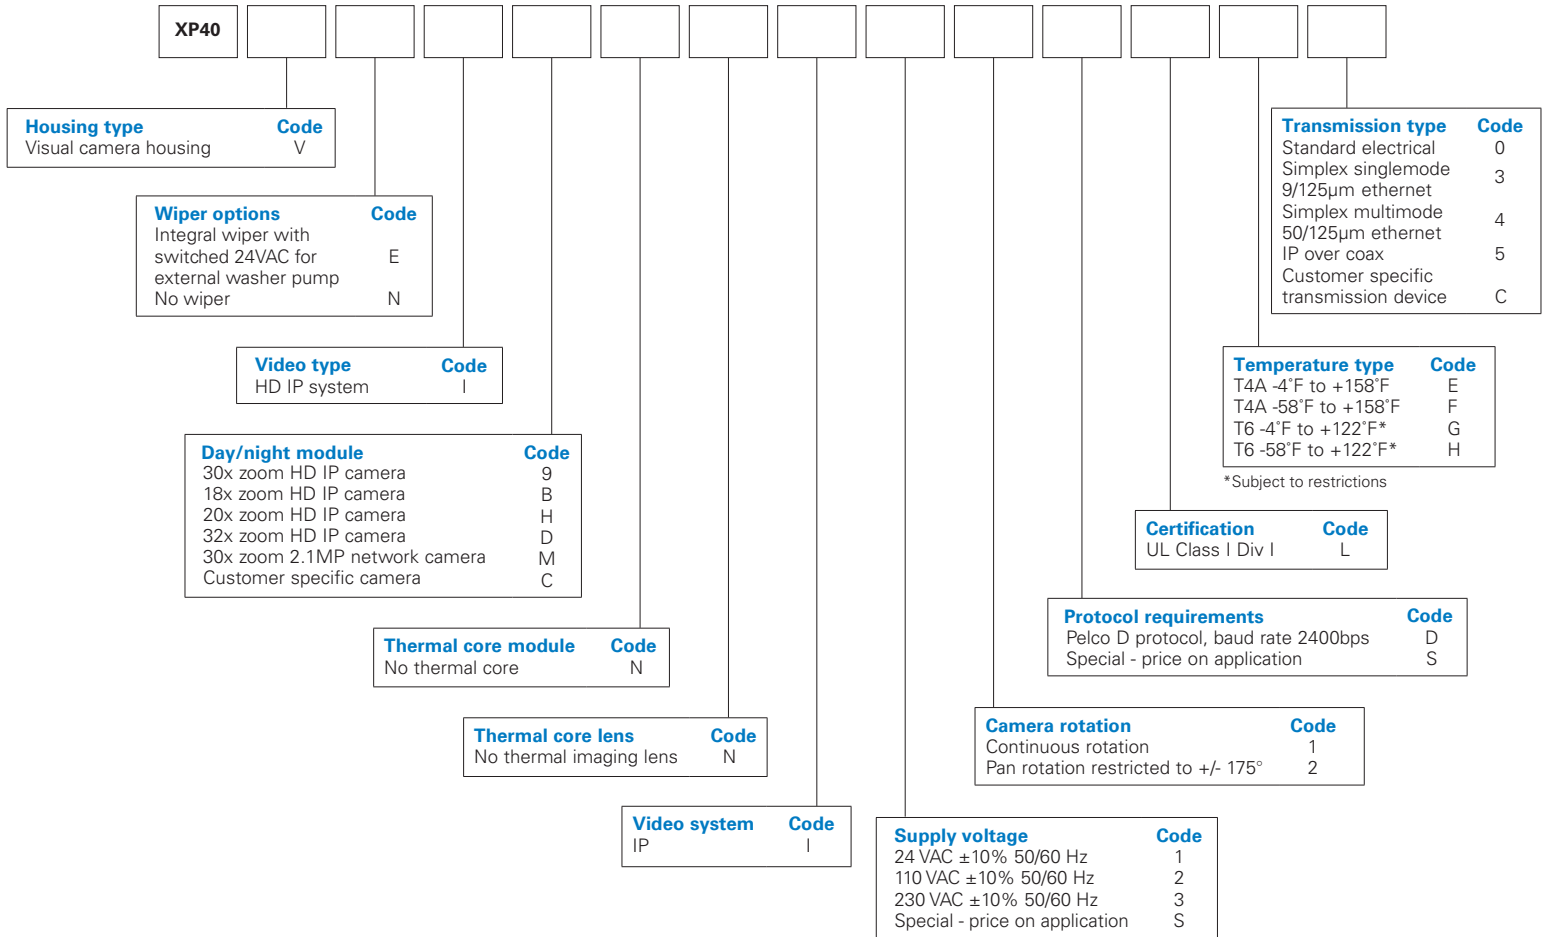 XP40
Housing type Code
Visual camera housing V
Wiper options Code
Integral wiper with
switched 24VAC for E
external washer pump
No wiper N
Video type Code
HD IP system I
Day/night module Code
30x zoom HD IP camera 9
18x zoom HD IP camera B
20x zoom HD IP camera H
32x zoom HD IP camera D
30x zoom 2.1MP network camera M
Customer specific camera C
Thermal core module Code
No thermal core N
Thermal core lens Code
No thermal imaging lens N
Video system Code
IP I
Supply voltage Code
24 VAC ±10% 50/60 Hz 1
110 VAC ±10% 50/60 Hz 2
230 VAC ±10% 50/60 Hz 3
Special - price on application S
Camera rotation Code
Continuous rotation 1
Pan rotation restricted to +/- 175° 2
Protocol requirements Code
Pelco D protocol, baud rate 2400bps D
Special - price on application S
Certification Code
UL Class I Div I L
Temperature type Code
T4A -4˚F to +158˚F E
T4A -58˚F to +158˚F F
T6 -4˚F to +122˚F* G
T6 -58˚F to +122˚F* H
*Subject to restrictions
Transmission type Code
Standard electrical 0
Simplex singlemode 3
9/125µm ethernet
Simplex multimode 4
50/125µm ethernet
IP over coax 5
Customer specific
transmission device C